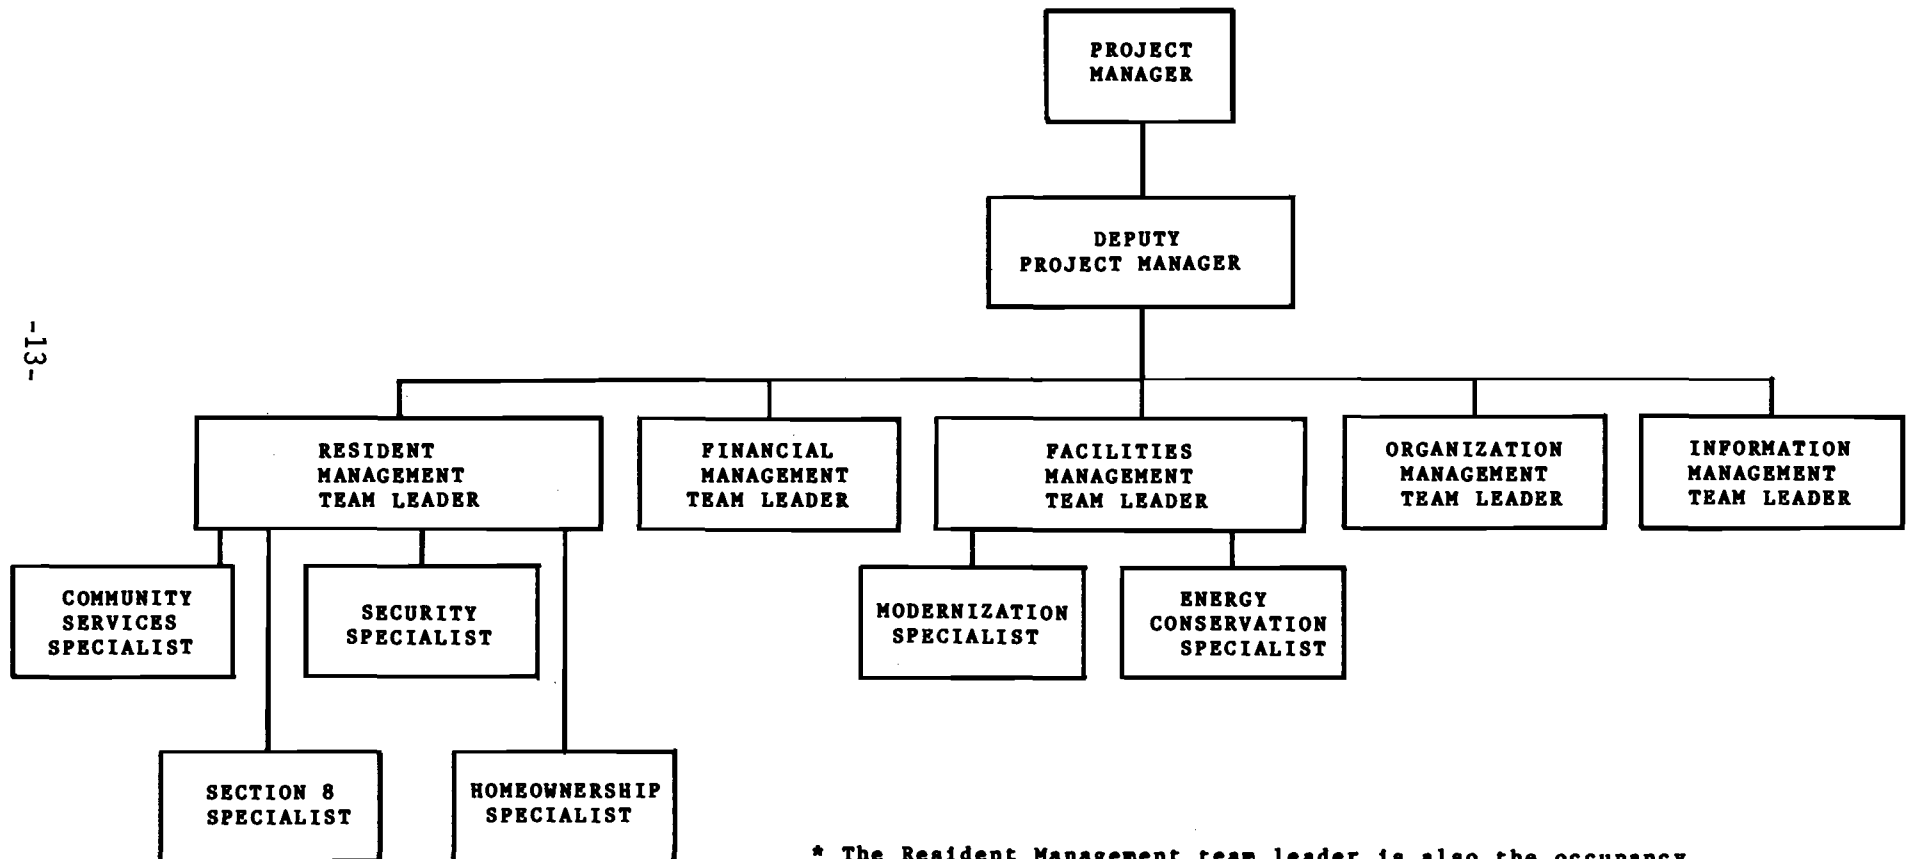 PROJECT
MANAGER
DEPUTY
PROJECT MANAGER
-13-
RESIDENT
MANAGEMENT
TEAM LEADER
FINANCIAL
MANAGEMENT
TEAM LEADER
FACILITIES
MANAGEMENT
TEAM LEADER
ORGANIZATION
MANAGEMENT
TEAM LEADER
INFORMATION
MANAGEMENT
TEAM LEADER
COMMUNITY
SERVICES
SPECIALIST
SECURITY
SPECIALIST
MODERNIZATION
SPECIALIST
ENERGY
CONSERVATION
SPECIALIST
SECTION 8
SPECIALIST
HOMEOWNERSHIP
SPECIALIST
* The Resident Management team leader is also the occupancy